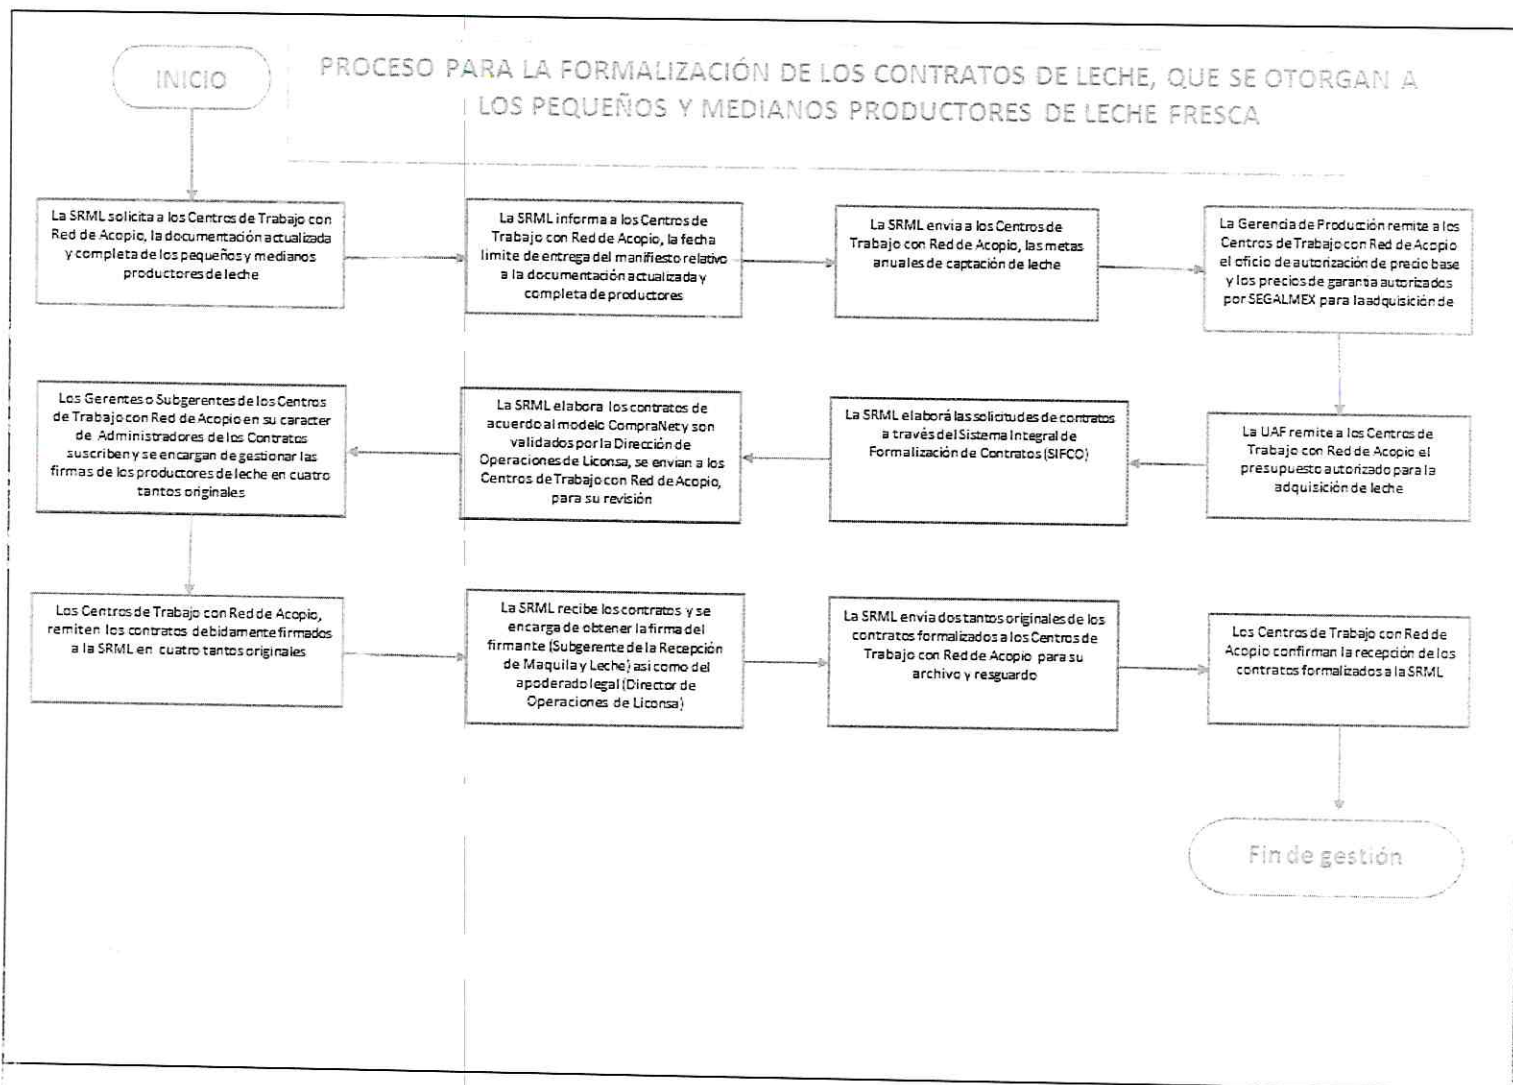 INICIO
PROCESO PARA LA FORMALIZACIÓN DE LOS CONTRATOS DE LECHE, QUE SE OTORGAN A
LOS PEQUEÑOS Y MEDIANOS PRODUCTORES DE LECHE FRESCA
La SRML solicita a los Centros de Trabajo con
Red de Acopio, la documentación actualizada
y completa de los pequeños y medianos
productores de leche
La SRML informa a los Centros de
Trabajo con Red de Acopio, la fecha
limite de entrega del manifiesto relativo
a la documentación actualizada y
completa de productores
La SRML envia a los Centros de
Trabajo con Red de Acopio, las metas
anuales de captación de leche
La Gerencia de Producción remite a los
Centros de Trabajo con Red de Acopio
el oficio de autorización de precio base
y los precios de garantia autorizados
por SEGALMEX para la adquisición de
La UAF remite a los Centros de
Trabajo con Red de Acopio el
presupuesto autorizado para la
adquisición de leche
La SRML elaborá las solicitudes de contratos
a través del Sistema Integral de
Formalización de Contratos (SIFCO)
La SRML elabora los contratos de
acuerdo al modelo CompraNet y son
validados por la Dirección de
Operaciones de Liconsa, se envian a los
Centros de Trabajo con Red de Acopio,
para su revisión
Los Gerentes o Subgerentes de los Centros
de Trabajo con Red de Acopio en su caracter
de Administradores de los Contratos
suscriben y se encargan de gestionar las
firmas de los productores de leche en cuatro
tantos originales
Los Centros de Trabajo con Red de Acopio,
remiten los contratos debidamente firmados
a la SRML en cuatro tantos originales
La SRML recibe los contratos y se
encarga de obtener la firma del
firmante (Subgerente de la Recepción
de Maquila y Leche) asi como del
apoderado legal (Director de
Operaciones de Liconsa)
La SRML envia dos tantos originales de los
contratos formalizados a los Centros de
Trabajo con Red de Acopio para su
archivo y resguardo
Los Centros de Trabajo con Red de
Acopio confirman la recepción de los
contratos formalizados a la SRML
Fin de gestión